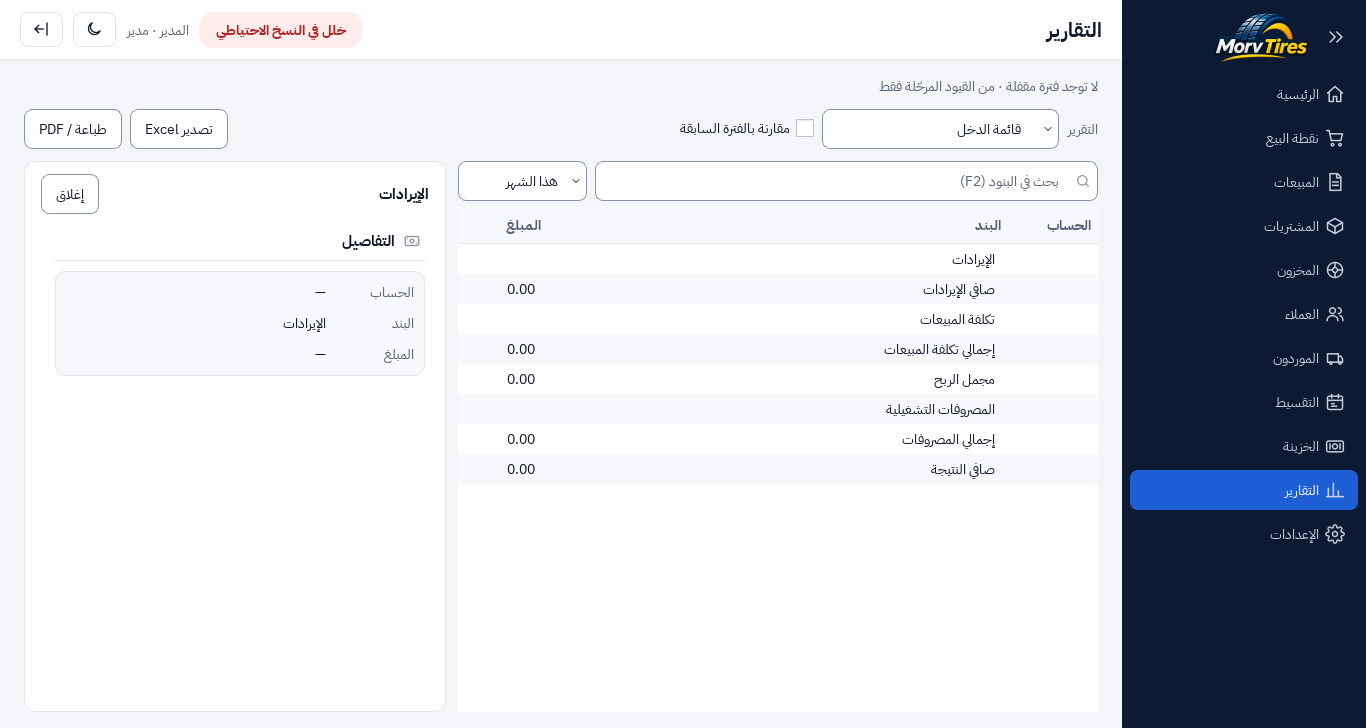 MorvTires
الرئيسية
نقطة البيع
المبيعات
المشتريات
المخزون
العملاء
الموردون
التقسيط
الخزينة
التقارير
الإعدادات
التقارير
خلل في النسخ الاحتياطي
المدير · مدير
لا توجد فترة مقفلة · من القيود المرحّلة فقط
التقرير
قائمة الدخل
مقارنة بالفترة السابقة
تصدير Excel
طباعة / PDF
بحث في البنود (F2)
هذا الشهر
الحساب البند المبلغ
الإيرادات
صافي الإيرادات 0.00
تكلفة المبيعات
إجمالي تكلفة المبيعات 0.00
مجمل الربح 0.00
المصروفات التشغيلية
إجمالي المصروفات 0.00
صافي النتيجة 0.00
الإيرادات
إغلاق
التفاصيل
الحساب —
البند الإيرادات
المبلغ —